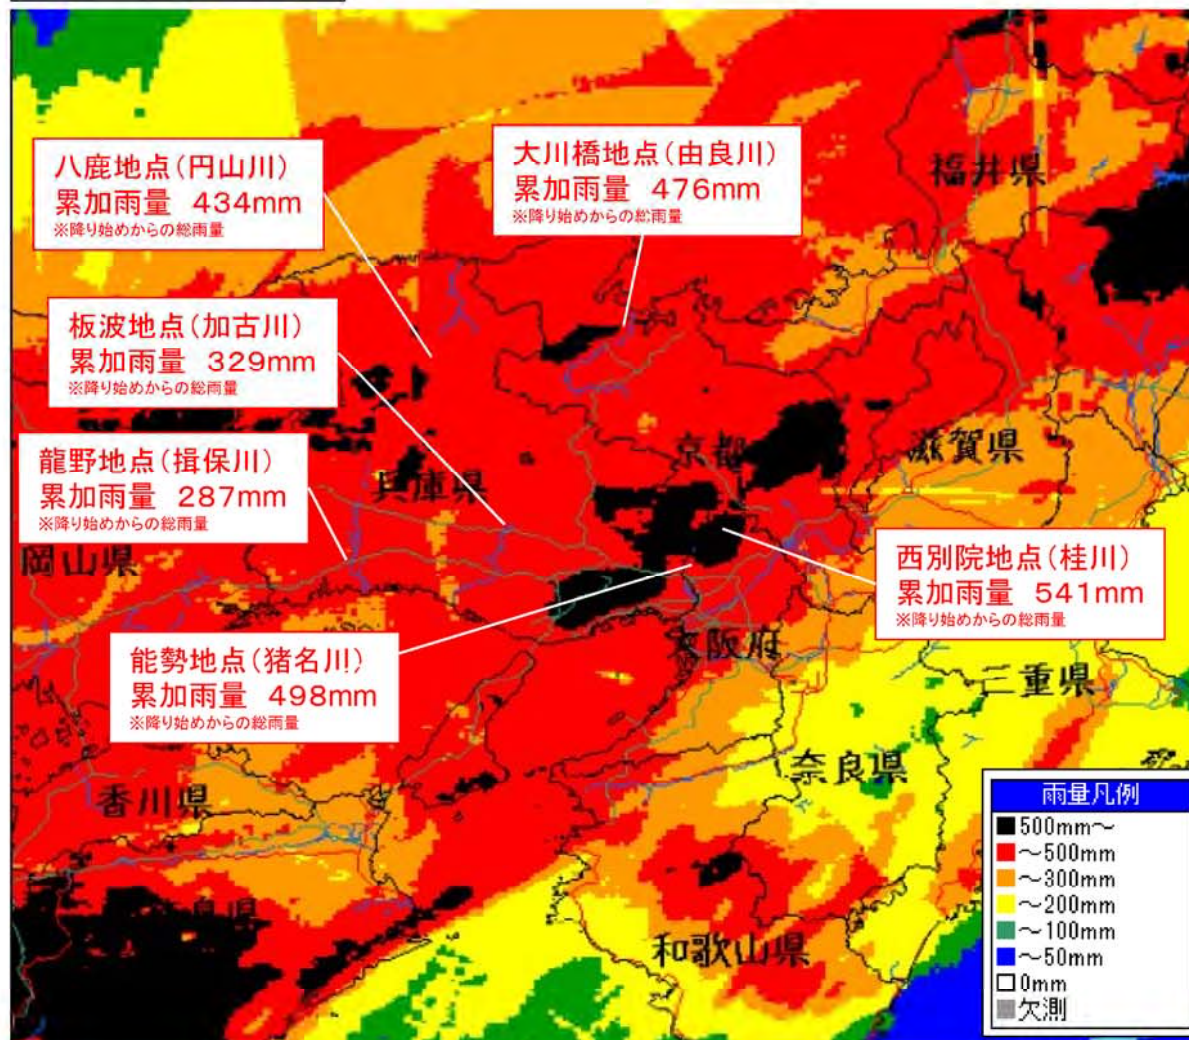 八鹿地点(円山川)
累加雨量 434mm
※降り始めからの総雨量
大川橋地点(由良川)
累加雨量 476mm
※降り始めからの総雨量
福井県
板波地点(加古川)
累加雨量 329mm
※降り始めからの総雨量
龍野地点(揖保川)
累加雨量 287mm
※降り始めからの総雨量
兵庫県
京都
滋賀県
岡山県
西別院地点(桂川)
累加雨量 541mm
※降り始めからの総雨量
能勢地点(猪名川)
累加雨量 498mm
※降り始めからの総雨量
大阪府
三重県
奈良県
香川県
和歌山県
雨量凡例
500mm～
～500mm
～300mm
～200mm
～100mm
～50mm
0mm
欠測